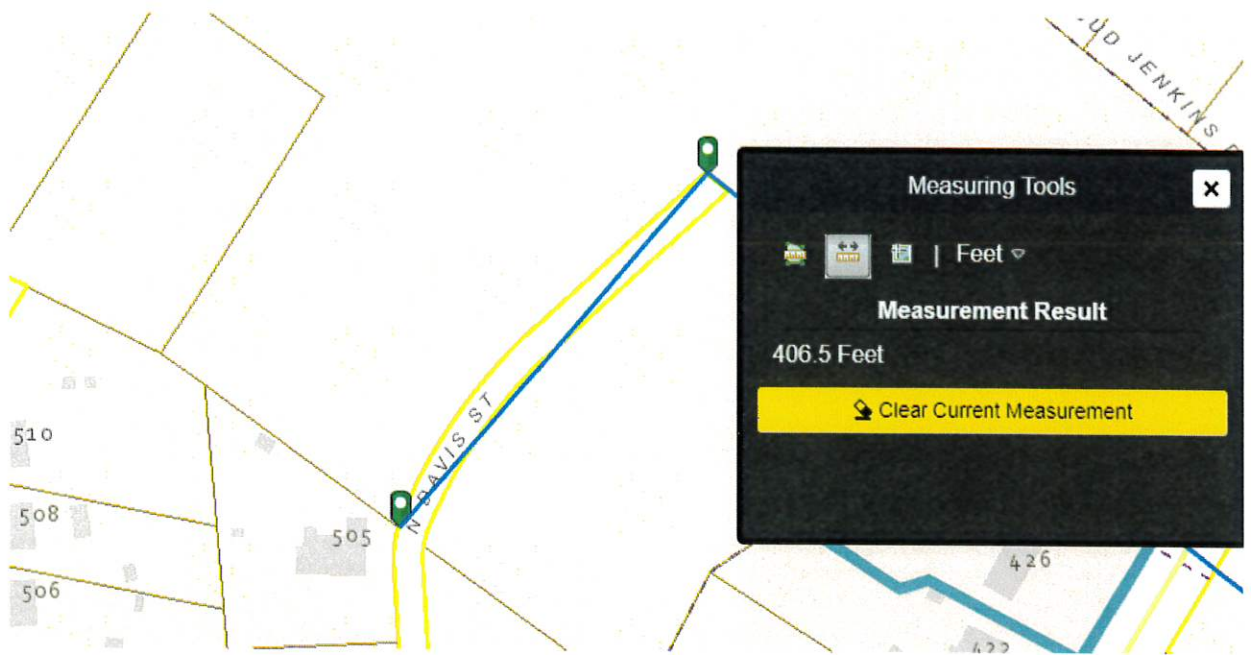 UD JENKINS
Measuring Tools
| Feet
Measurement Result
406.5 Feet
Clear Current Measurement
N DAVIS ST
510
508
505
506
426
422